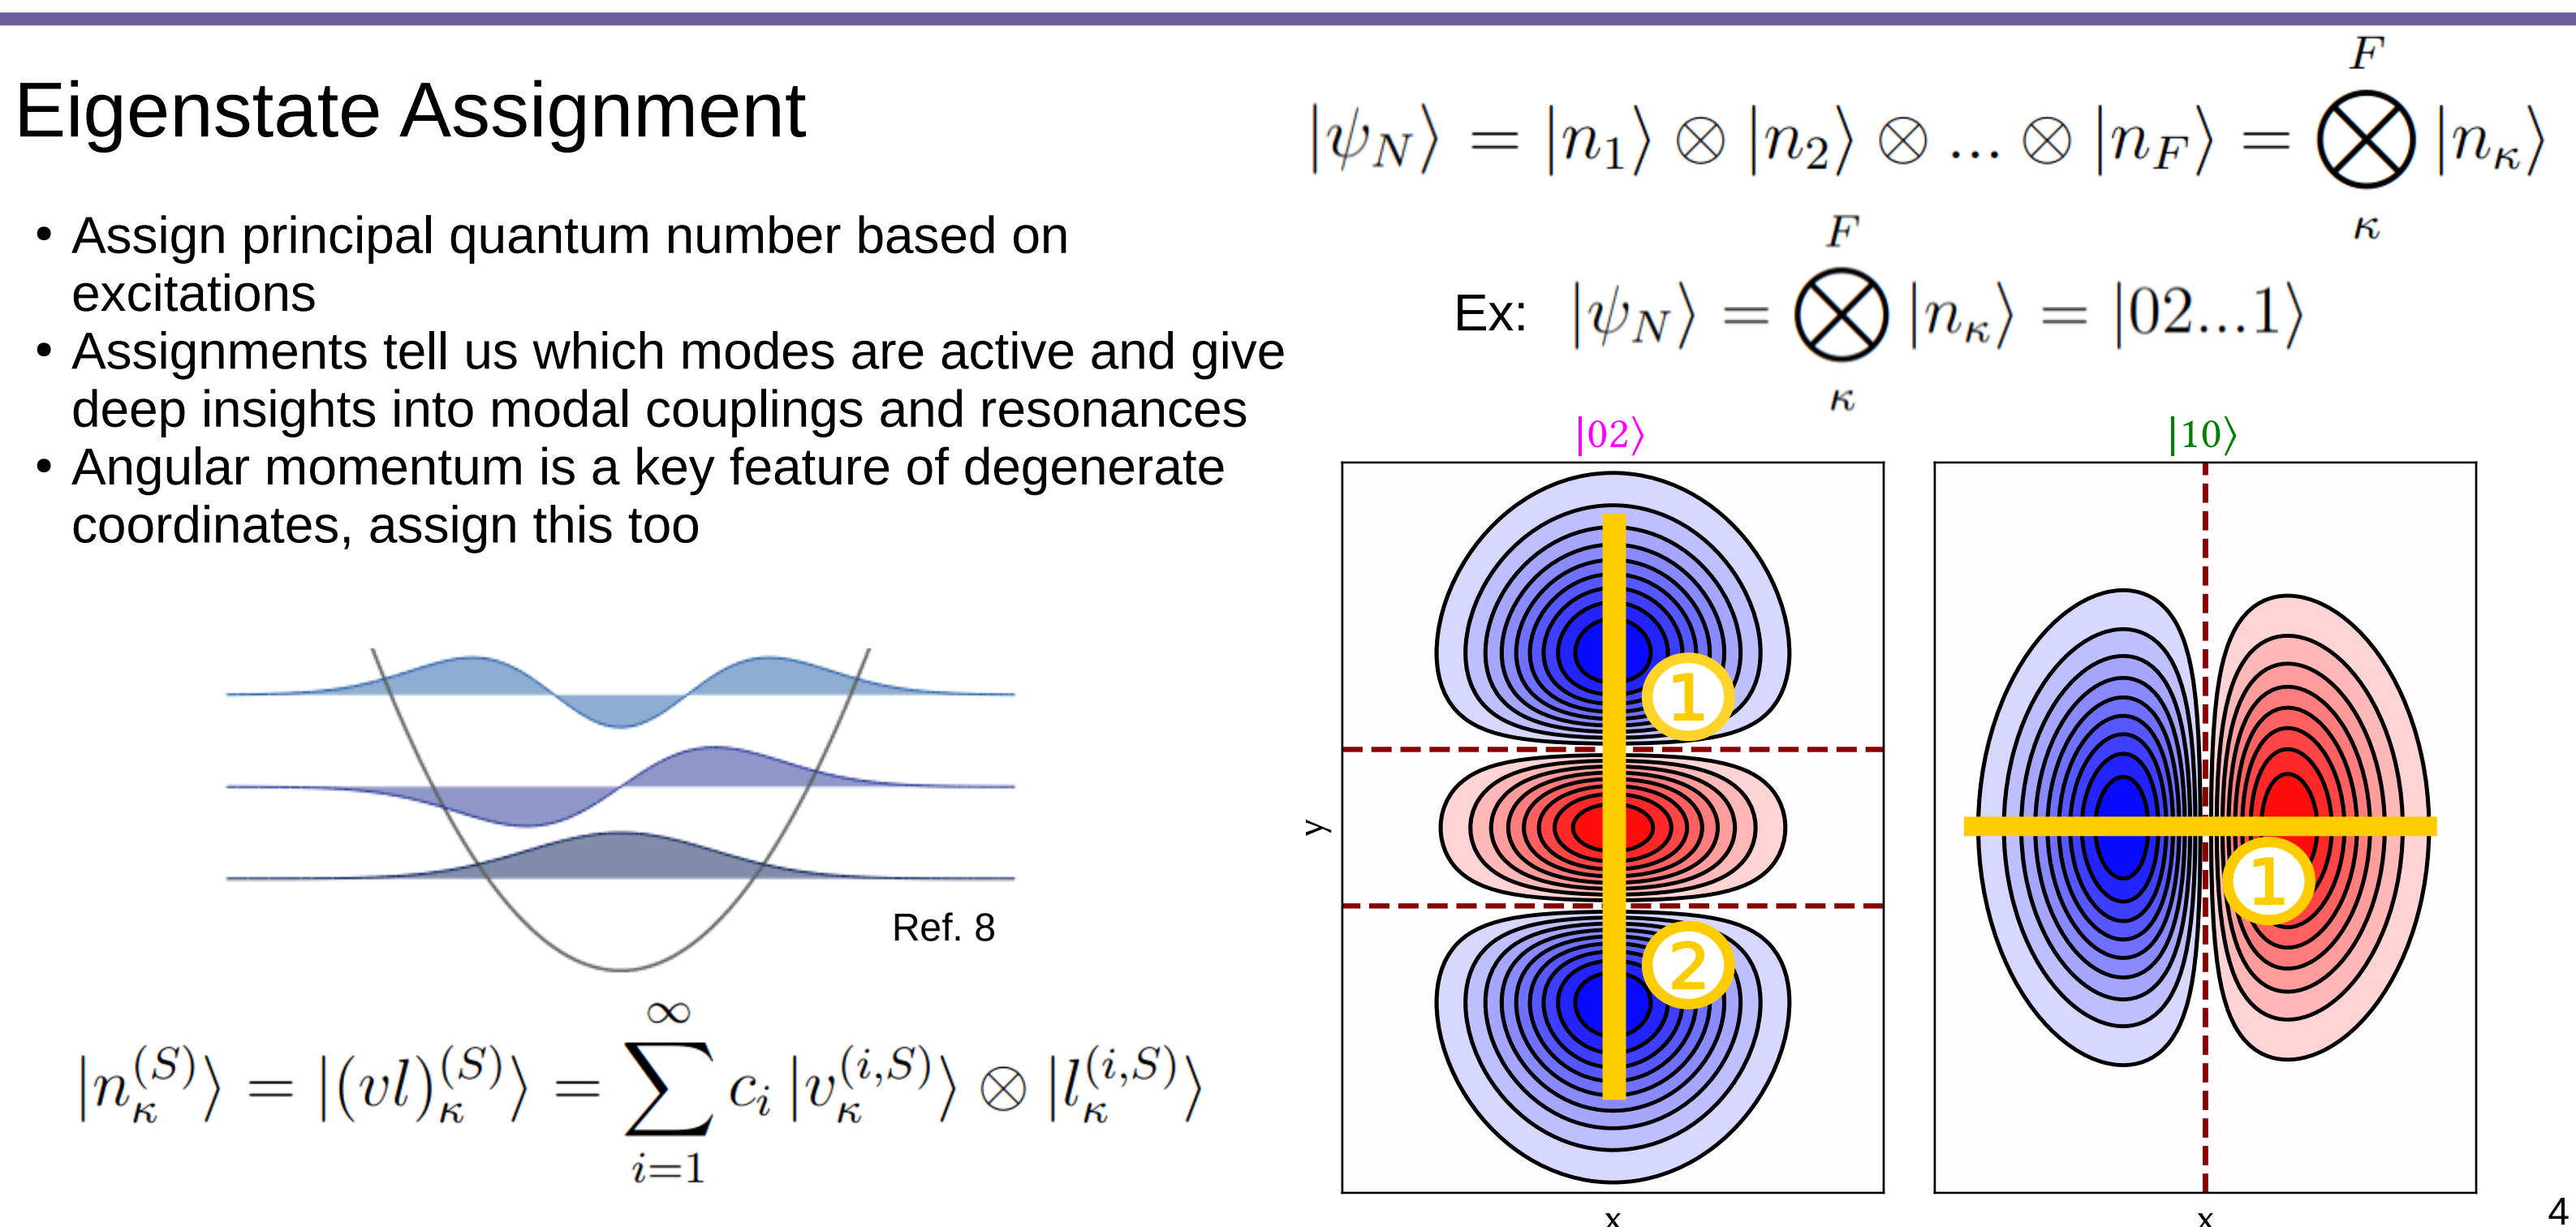 Eigenstate Assignment
|ψ_N⟩ = |n_1⟩ ⊗ |n_2⟩ ⊗ ... ⊗ |n_F⟩ = ⨂_κ^F |n_κ⟩
• Assign principal quantum number based on
excitations
• Assignments tell us which modes are active and give
deep insights into modal couplings and resonances
• Angular momentum is a key feature of degenerate
coordinates, assign this too
Ex: |ψ_N⟩ = ⨂_κ^F |n_κ⟩ = |02...1⟩
Ref. 8
|n_κ^{(S)}⟩ = |(vl)_κ^{(S)}⟩ = ∑_{i=1}^∞ c_i |v_κ^{(i,S)}⟩ ⊗ |l_κ^{(i,S)}⟩
|02⟩
y
1
2
x
|10⟩
1
x
4